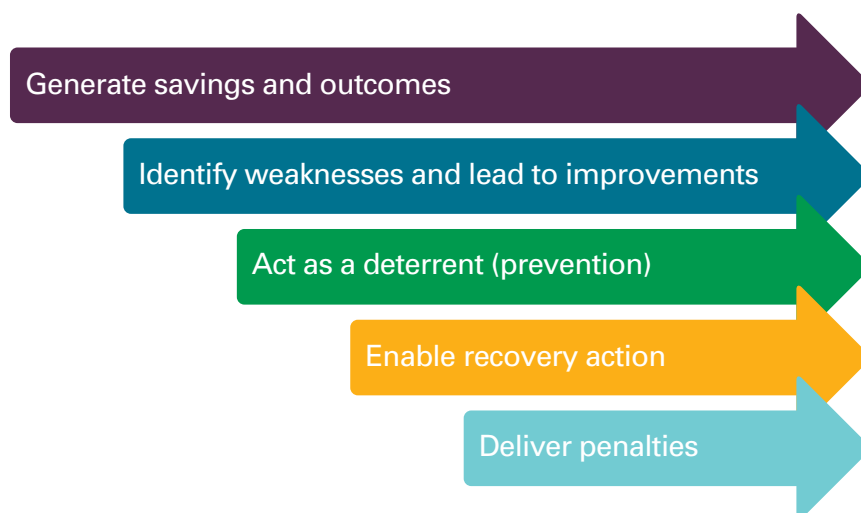 Generate savings and outcomes
Identify weaknesses and lead to improvements
Act as a deterrent (prevention)
Enable recovery action
Deliver penalties